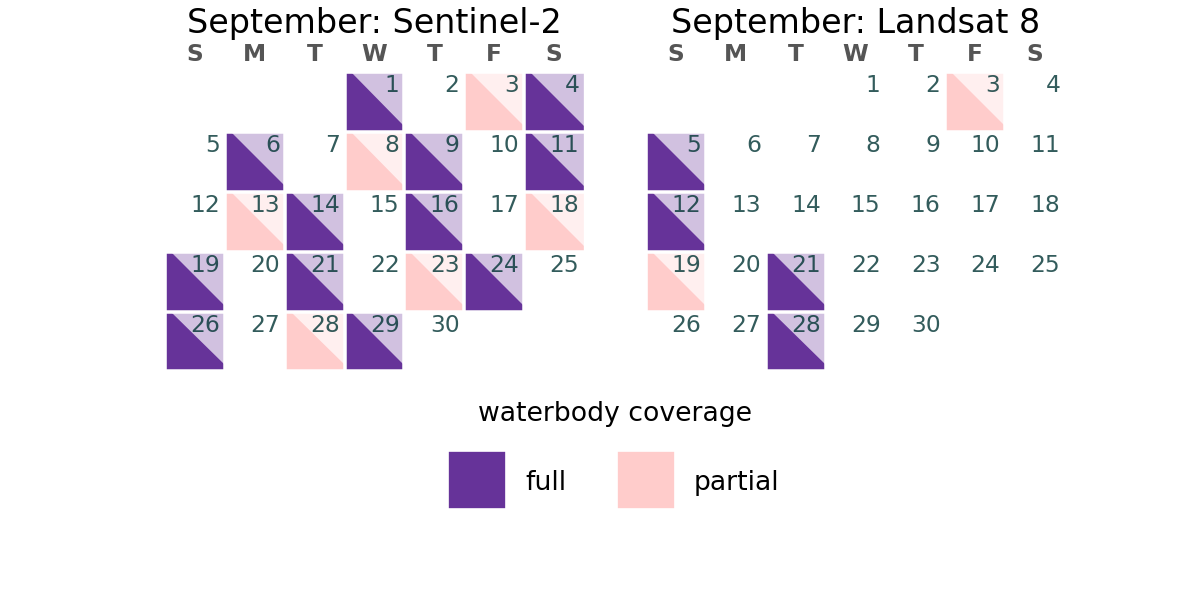 September: Sentinel-2
S M T W T F S
1 2 3 4
5 6 7 8 9 10 11
12 13 14 15 16 17 18
19 20 21 22 23 24 25
26 27 28 29 30
September: Landsat 8
S M T W T F S
1 2 3 4
5 6 7 8 9 10 11
12 13 14 15 16 17 18
19 20 21 22 23 24 25
26 27 28 29 30
waterbody coverage
full
partial